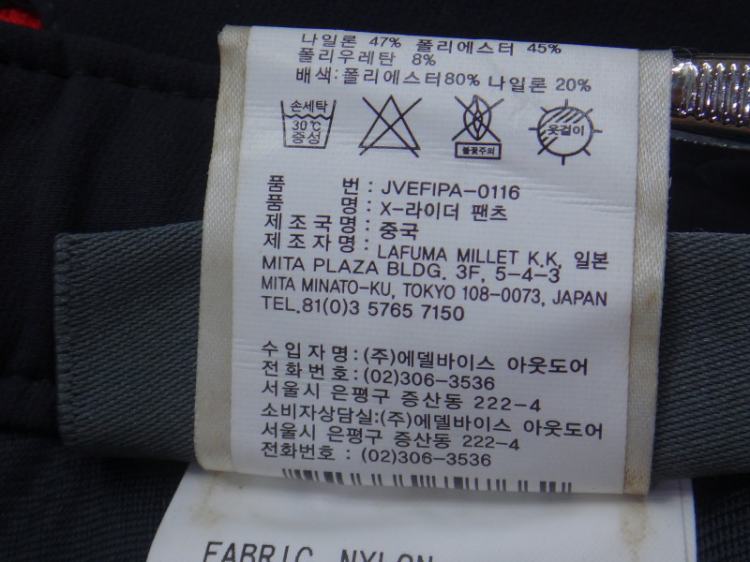 나일론 47% 폴리에스터 45%
폴리우레탄 8%
배색:폴리에스터80% 나일론 20%
손세탁
30℃
중성
불꽃주의
옷걸이
품 번 : JVEFIPA-0116
품 명 : X-라이더 팬츠
제조국명: 중국
제조자명: LAFUMA MILLET K.K. 일본
MITA PLAZA BLDG. 3F, 5-4-3
MITA MINATO-KU, TOKYO 108-0073, JAPAN
TEL.81(0)3 5765 7150
수입자명:(주)에델바이스 아웃도어
전화번호:(02)306-3536
서울시 은평구 증산동 222-4
소비자상담실:(주)에델바이스 아웃도어
서울시 은평구 증산동 222-4
전화번호 : (02)306-3536
FABRIC NYLON